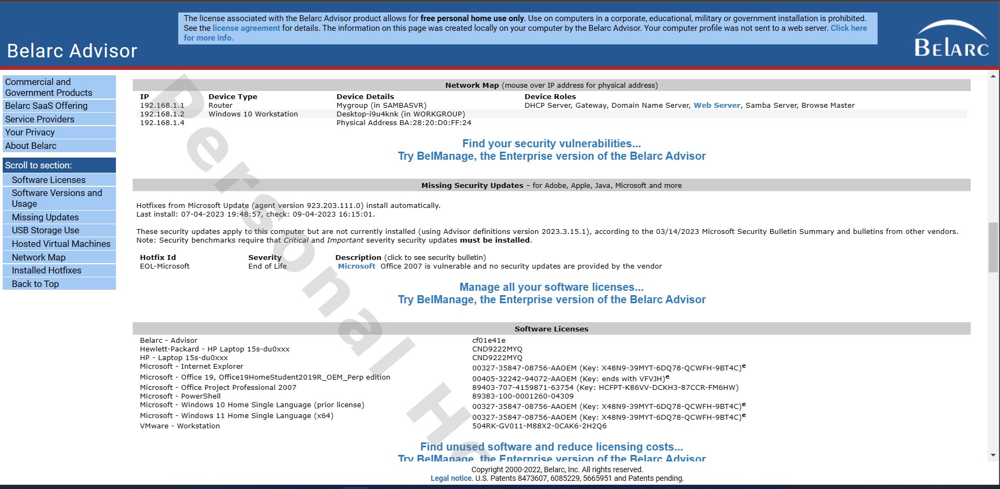 The license associated with the Belarc Advisor product allows for free personal home use only. Use on computers in a corporate, educational, military or government installation is prohibited.
See the license agreement for details. The information on this page was created locally on your computer by the Belarc Advisor. Your computer profile was not sent to a web server. Click here
for more info.
Belarc Advisor
BELARC
Commercial and
Government Products
Belarc SaaS Offering
Service Providers
Your Privacy
About Belarc
Scroll to section:
Software Licenses
Software Versions and
Usage
Missing Updates
USB Storage Use
Hosted Virtual Machines
Network Map
Installed Hotfixes
Back to Top
Personal Ho
Network Map (mouse over IP address for physical address)
IP Device Type Device Details Device Roles
192.168.1.1 Router Mygroup (in SAMBASVR) DHCP Server, Gateway, Domain Name Server, Web Server, Samba Server, Browse Master
192.168.1.2 Windows 10 Workstation Desktop-i9u4knk (in WORKGROUP)
192.168.1.4 Physical Address BA:28:20:D0:FF:24
Find your security vulnerabilities...
Try BelManage, the Enterprise version of the Belarc Advisor
Missing Security Updates – for Adobe, Apple, Java, Microsoft and more
Hotfixes from Microsoft Update (agent version 923.203.111.0) install automatically.
Last install: 07-04-2023 19:48:57, check: 09-04-2023 16:15:01.
These security updates apply to this computer but are not currently installed (using Advisor definitions version 2023.3.15.1), according to the 03/14/2023 Microsoft Security Bulletin Summary and bulletins from other vendors.
Note: Security benchmarks require that Critical and Important severity security updates must be installed.
Hotfix Id Severity Description (click to see security bulletin)
EOL-Microsoft End of Life Microsoft Office 2007 is vulnerable and no security updates are provided by the vendor
Manage all your software licenses...
Try BelManage, the Enterprise version of the Belarc Advisor
Software Licenses
Belarc - Advisor cf01e41e
Hewlett-Packard - HP Laptop 15s-du0xxx CND9222MYQ
HP - Laptop 15s-du0xxx CND9222MYQ
Microsoft - Internet Explorer 00327-35847-08756-AAOEM (Key: X48N9-39MYT-6DQ78-QCWFH-9BT4C)e
Microsoft - Office 19, Office19HomeStudent2019R_OEM_Perp edition 00405-32242-94072-AAOEM (Key: ends with VFVJH)e
Microsoft - Office Project Professional 2007 89403-707-4159871-63754 (Key: HCFPT-K86VV-DCKH3-87CCR-FM6HW)
Microsoft - PowerShell 89383-100-0001260-04309
Microsoft - Windows 10 Home Single Language (prior license) 00327-35847-08756-AAOEM (Key: X48N9-39MYT-6DQ78-QCWFH-9BT4C)e
Microsoft - Windows 11 Home Single Language (x64) 00327-35847-08756-AAOEM (Key: X48N9-39MYT-6DQ78-QCWFH-9BT4C)e
VMware - Workstation 504RK-GV011-M88X2-0CAK6-2H2Q6
Find unused software and reduce licensing costs...
Try BelManage, the Enterprise version of the Belarc Advisor
Copyright 2000-2022, Belarc, Inc. All rights reserved.
Legal notice. U.S. Patents 8473607, 6085229, 5665951 and Patents pending.